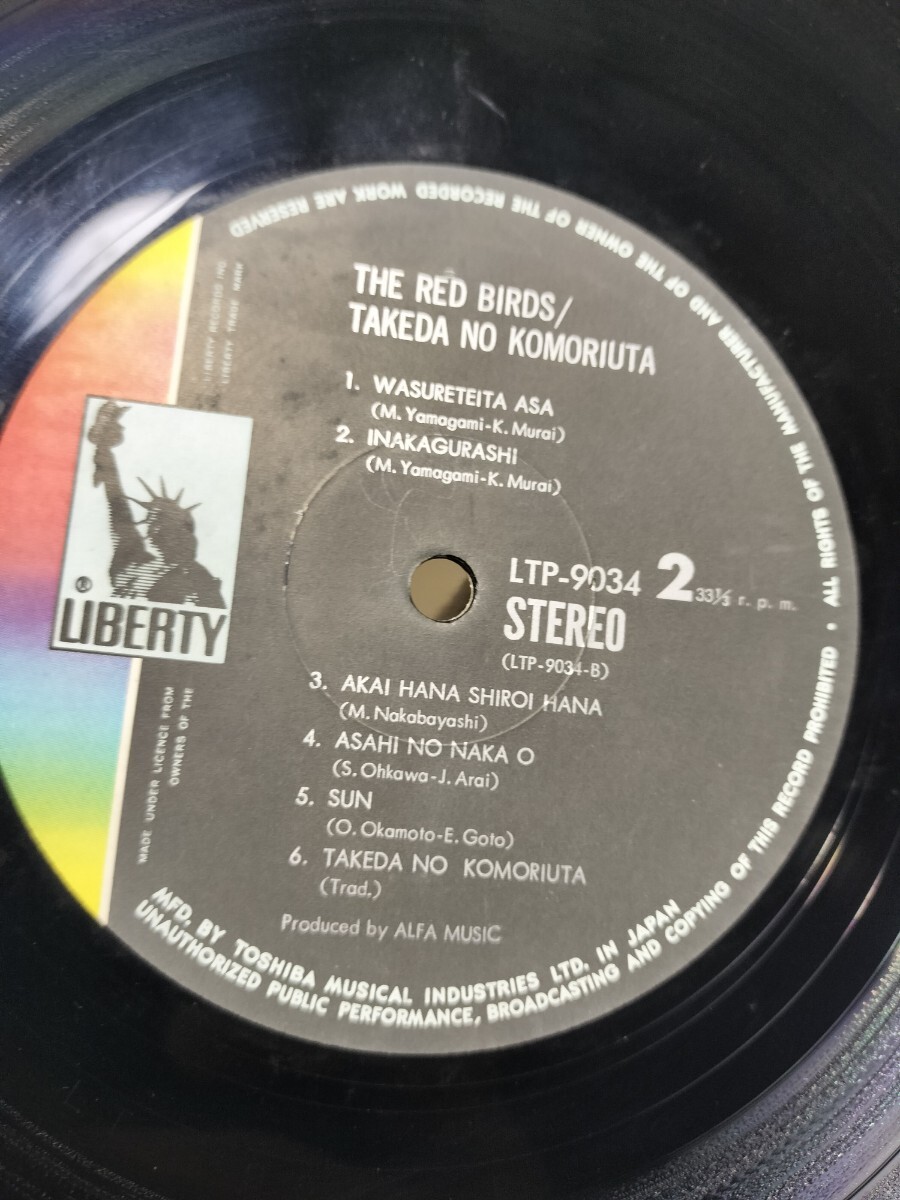 THE RED BIRDS/
TAKEDA NO KOMORIUTA
1. WASURETEITA ASA
(M. Yamagami-K. Murai)
2. INAKAGURASHI
(M. Yamagami-K. Murai)
LTP-9034 2 33⅓ r. p. m.
STEREO
(LTP-9034-B)
3. AKAI HANA SHIROI HANA
(M. Nakabayashi)
4. ASAHI NO NAKA O
(S. Ohkawa-J. Arai)
5. SUN
(O. Okamoto-E. Goto)
6. TAKEDA NO KOMORIUTA
(Trad.)
Produced by ALFA MUSIC
® LIBERTY
LIBERTY RECORDS INC
LIBERTY TRADE MARK
MADE UNDER LICENCE FROM
OWNERS OF THE
MFD. BY TOSHIBA MUSICAL INDUSTRIES LTD. IN JAPAN
UNAUTHORIZED PUBLIC PERFORMANCE, BROADCASTING AND COPYING OF THIS RECORD PROHIBITED • ALL RIGHTS OF THE MANUFACTURER AND OF THE OWNER OF THE RECORDED WORK ARE RESERVED